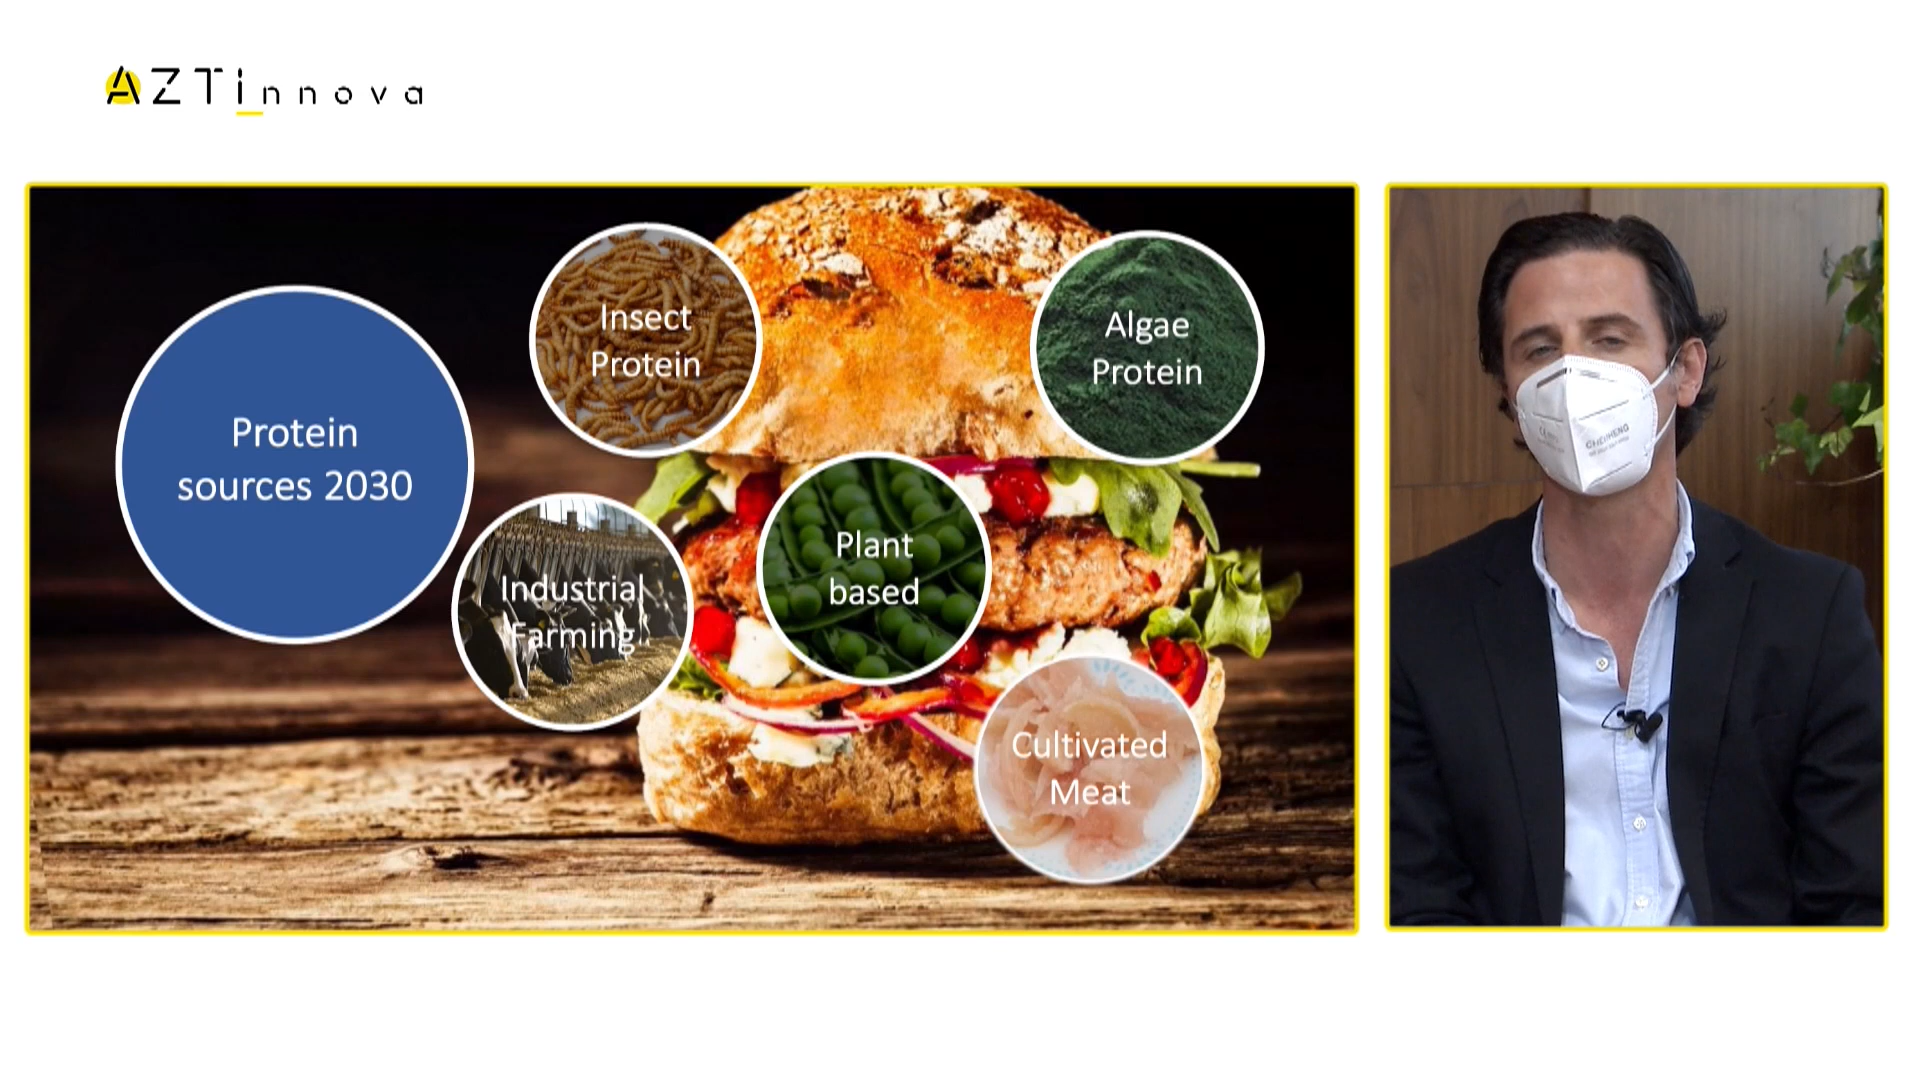 AZTInnova
Protein
sources 2030
Insect
Protein
Algae
Protein
Industrial
Farming
Plant
based
Cultivated
Meat